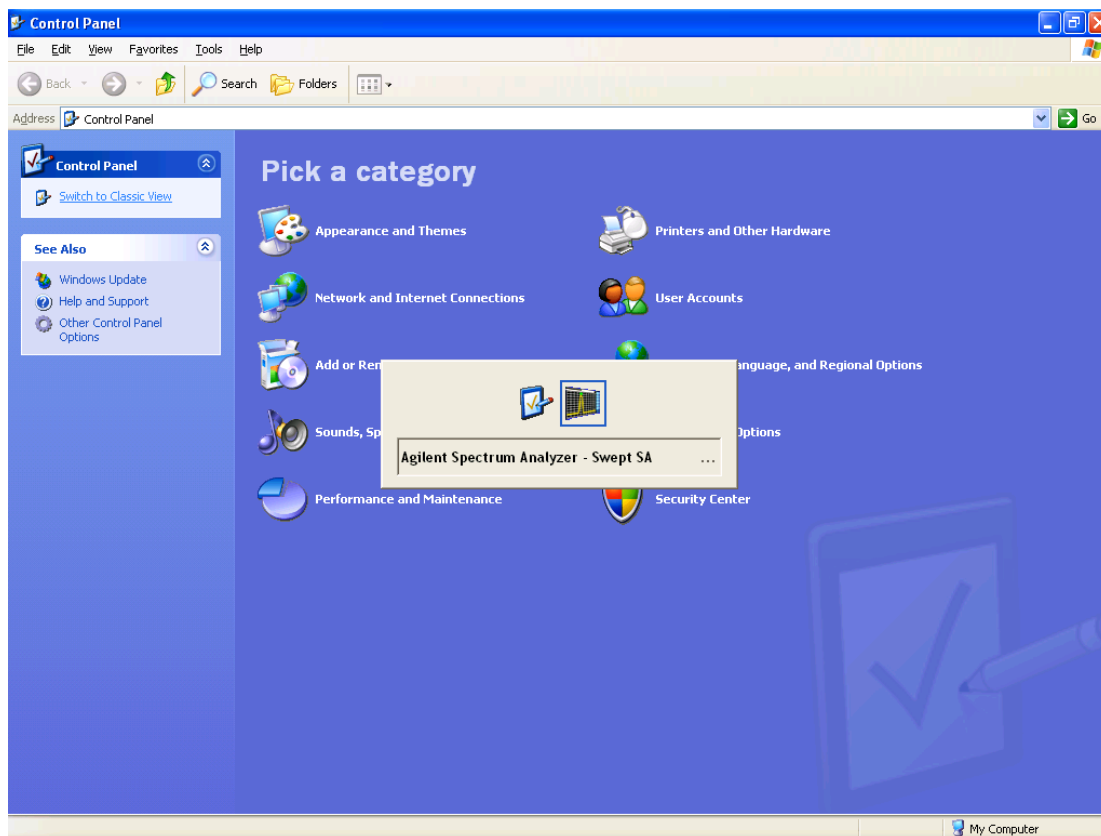 Control Panel
File Edit View Favorites Tools Help
Back Search Folders
Address Control Panel Go
Control Panel
Switch to Classic View
See Also
Windows Update
Help and Support
Other Control Panel
Options
Pick a category
Appearance and Themes Printers and Other Hardware
Network and Internet Connections User Accounts
Add or Language, and Regional Options
Sounds, Options
Agilent Spectrum Analyzer - Swept SA ...
Performance and Maintenance Security Center
My Computer